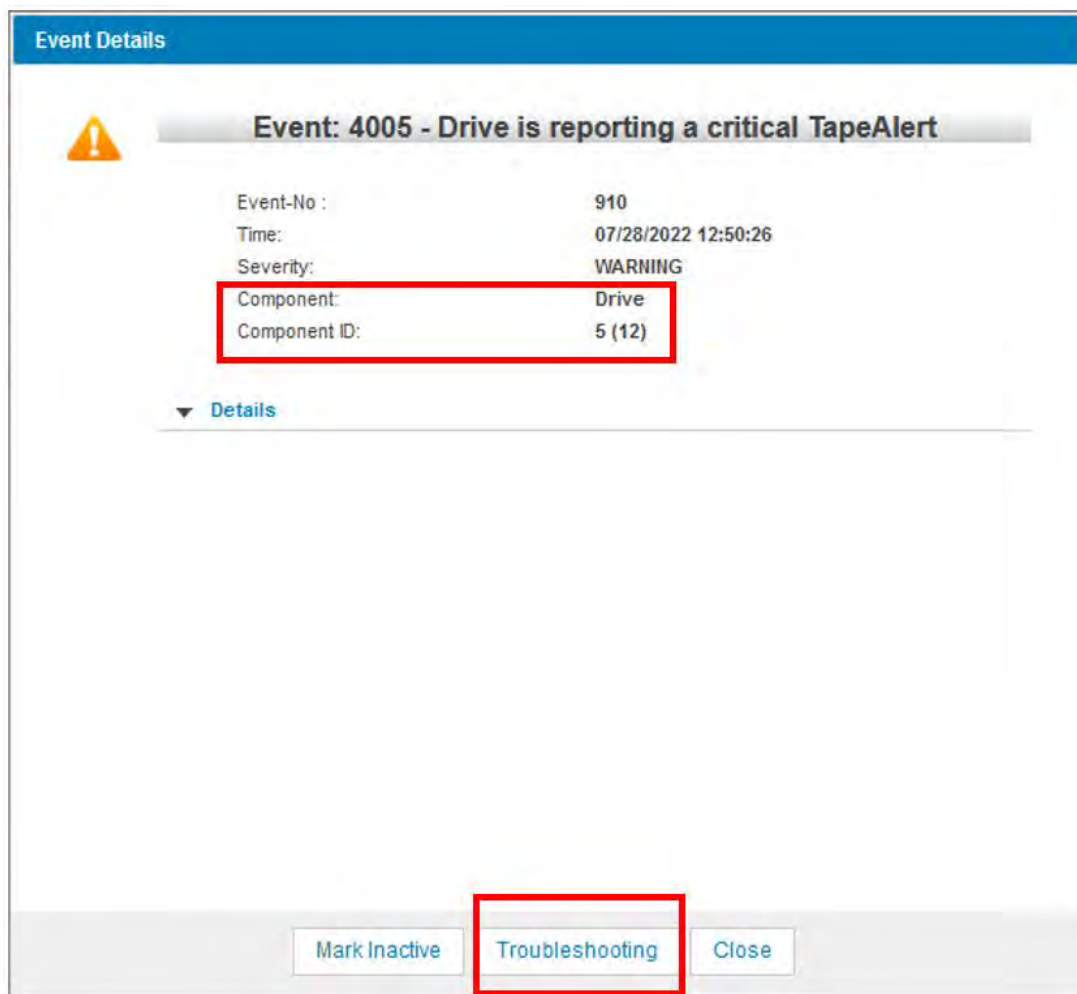 Event Details
Event: 4005 - Drive is reporting a critical TapeAlert
Event-No : 910
Time: 07/28/2022 12:50:26
Severity: WARNING
Component: Drive
Component ID: 5 (12)
Details
Mark Inactive Troubleshooting Close